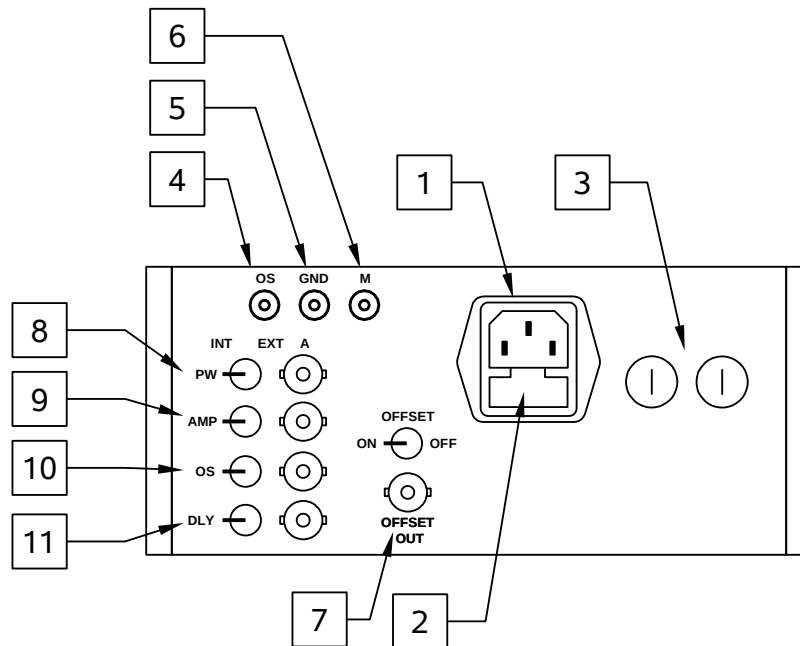 6
5
4
1
3
OS GND M
8
INT EXT A
PW
9
AMP
OFFSET
ON OFF
10
OS
11
DLY
OFFSET
OUT
7
2